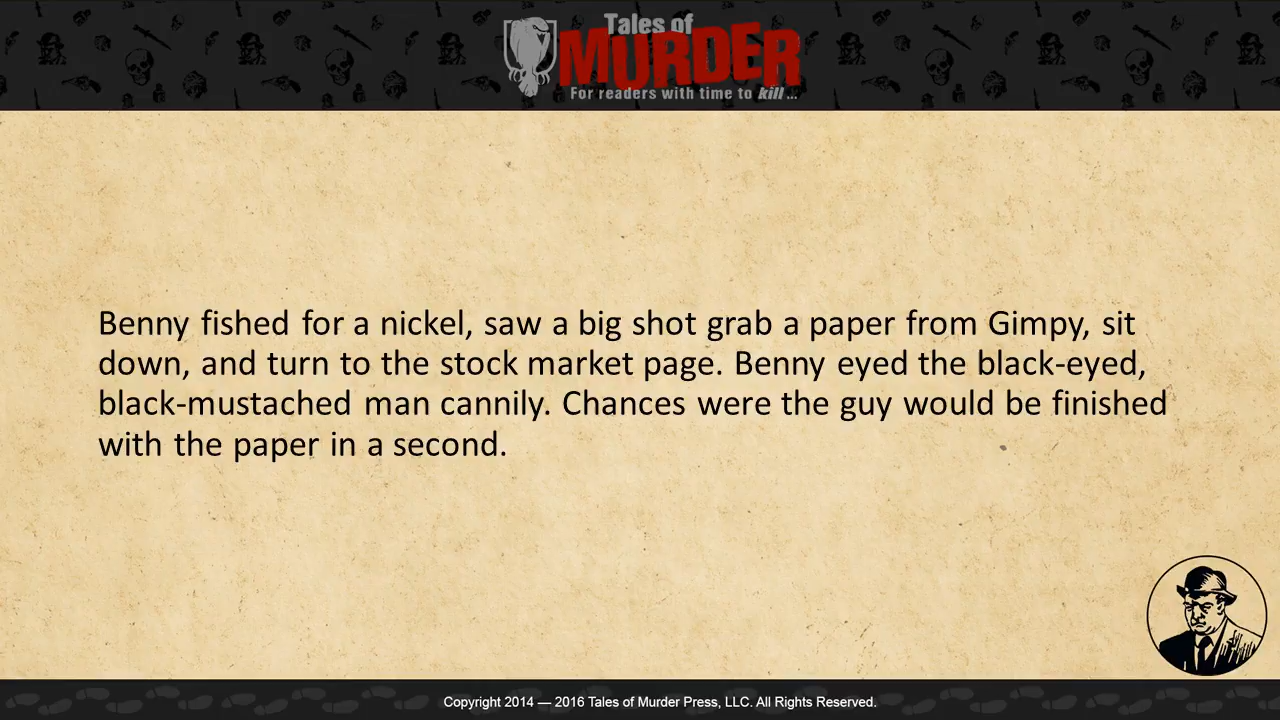 Tales of
MURDER
For readers with time to kill...
Benny fished for a nickel, saw a big shot grab a paper from Gimpy, sit
down, and turn to the stock market page. Benny eyed the black-eyed,
black-mustached man cannily. Chances were the guy would be finished
with the paper in a second.
Copyright 2014 — 2016 Tales of Murder Press, LLC. All Rights Reserved.